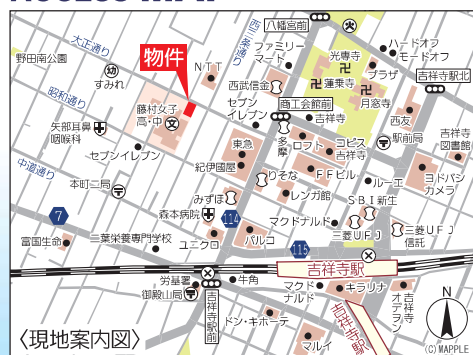 八幡宮前
大正通り
西三条通り
野田南公園
ファミリー
マート
光専寺
ハードオフ
モードオフ
物件
NTT
プラザ
吉祥寺北
幼
すみれ
昭和通り
西武信金
蓮乗寺
月窓寺
藤村女子
高・中
セブン
イレブン
商工会館前
西友
矢部耳鼻
咽喉科
吉祥寺
吉祥寺
図書館
東急
多摩
ロフト
コピス
吉祥寺
駅前局
セブンイレブン
紀伊國屋
中道通り
りそな
FFビル
ルーエ
ヨドバシ
カメラ
本町二局
みずほ
レンガ館
SBI新生
7
森本病院
114
マクドナルド
三菱UFJ
三菱UFJ
信託
富国生命
二葉栄養専門学校
ユニクロ
パルコ
115
吉祥寺駅
労基署
牛角
マクド
ナルド
キラリナ
御殿山局
吉祥寺駅前
吉祥寺
オデヲン
ドン・キホーテ
吉祥寺駅
マルイ
N
〈現地案内図〉
(C)MAPPLE